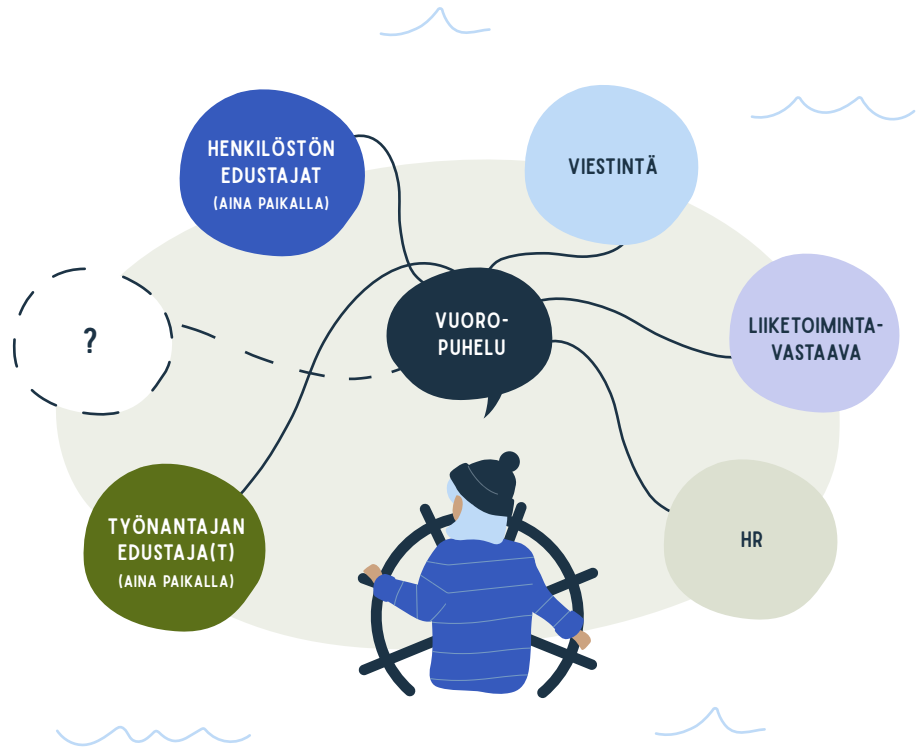 HENKILÖSTÖN
EDUSTAJAT
(AINA PAIKALLA)
VIESTINTÄ
?
VUORO-
PUHELU
LIIKETOIMINTA-
VASTAAVA
TYÖNANTAJAN
EDUSTAJA(T)
(AINA PAIKALLA)
HR